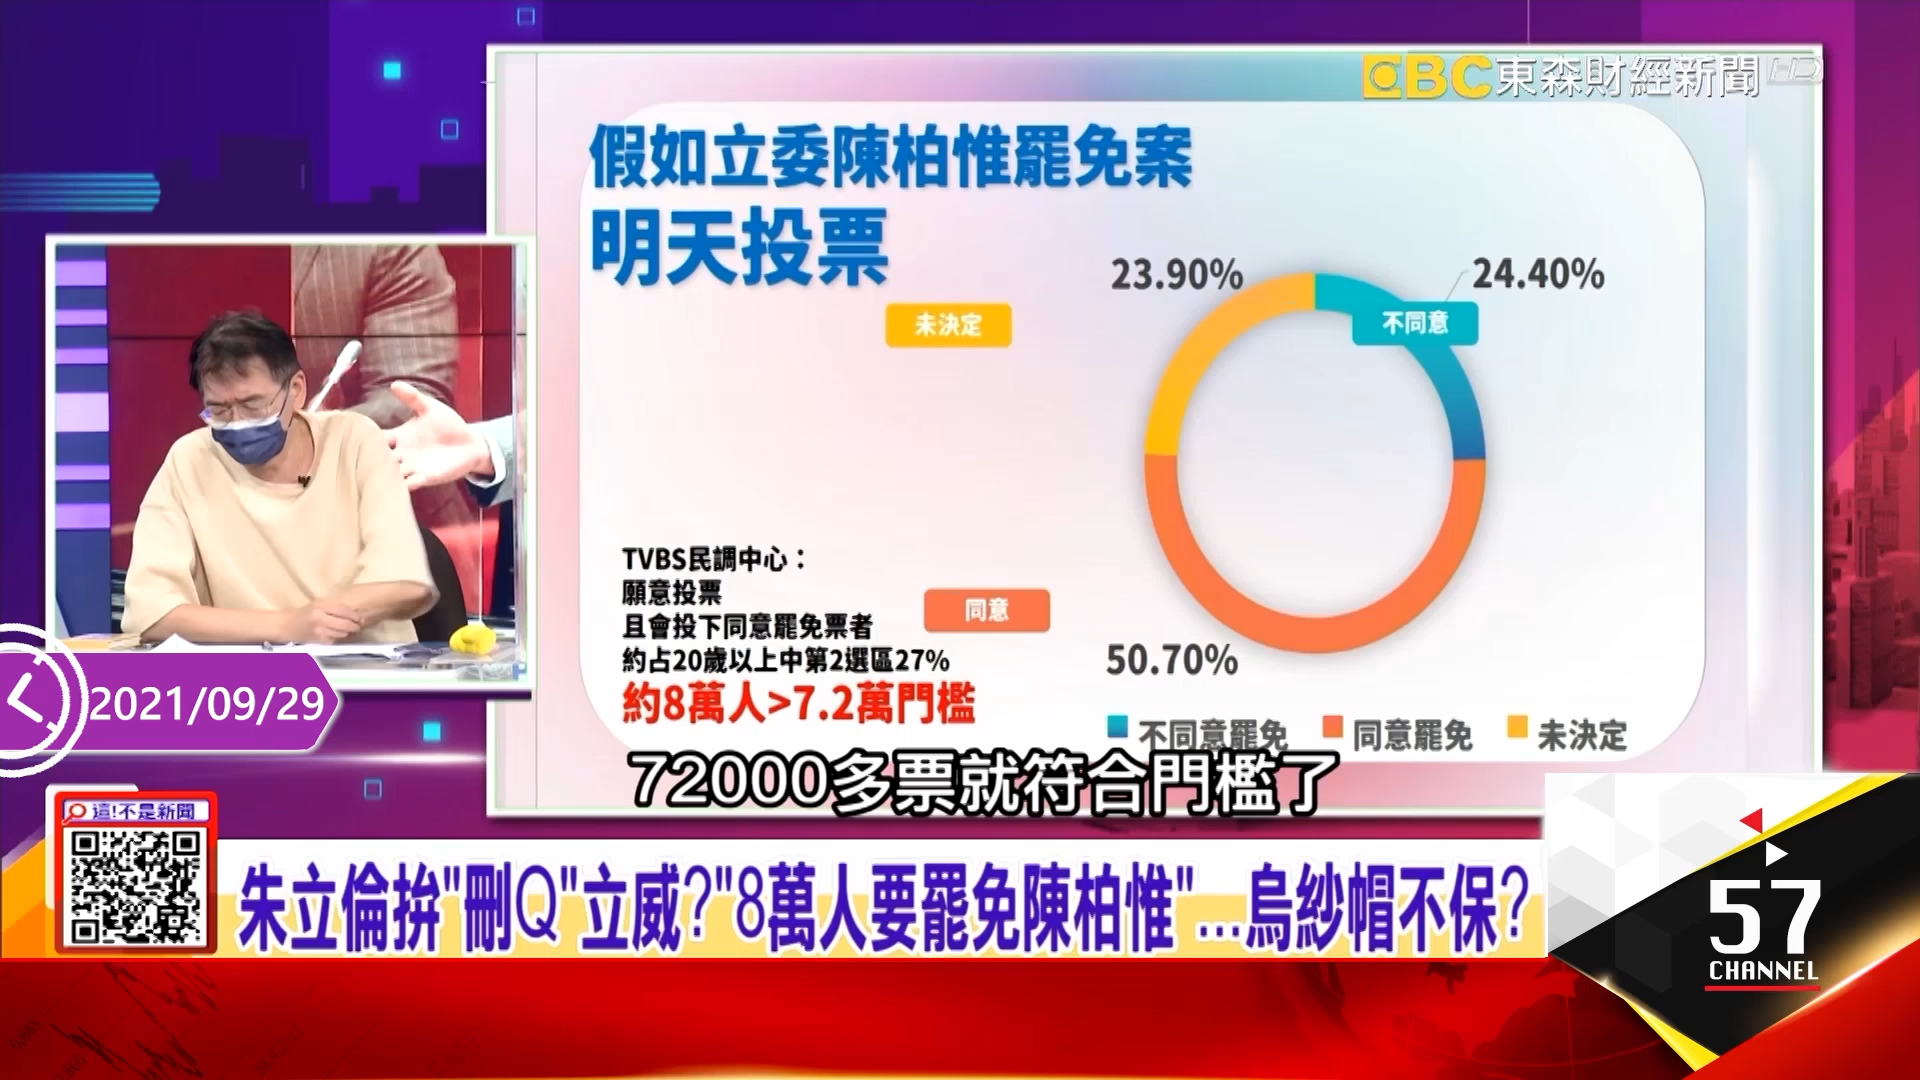 EBC東森財經新聞 HD
假如立委陳柏惟罷免案
明天投票
23.90%
24.40%
未決定
不同意
TVBS民調中心：
願意投票
且會投下同意罷免票者
約占20歲以上中第2選區27%
約8萬人>7.2萬門檻
同意
50.70%
不同意罷免
同意罷免
未決定
2021/09/29
72000多票就符合門檻了
這!不是新聞
朱立倫拚"刪Q"立威?"8萬人要罷免陳柏惟"...烏紗帽不保?
57
CHANNEL